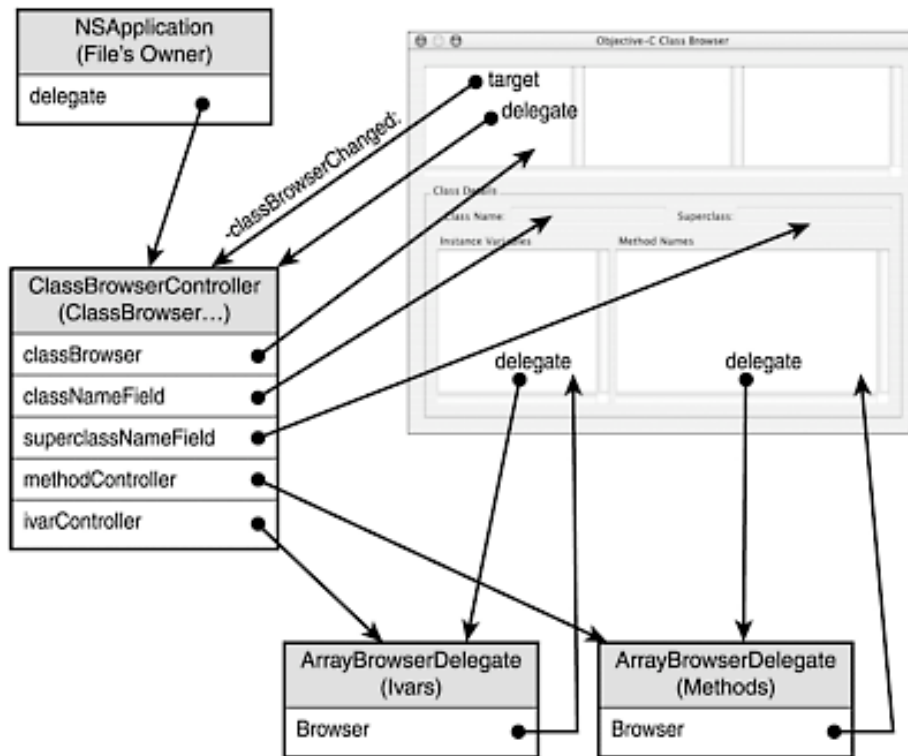 NSApplication
(File's Owner)
delegate
Objective-C Class Browser
target
delegate
-classBrowserChanged:
Class Details
Class Name:
Superclass:
Instance Variables
Method Names
ClassBrowserController
(ClassBrowser...)
classBrowser
classNameField
superclassNameField
methodController
ivarController
delegate
delegate
ArrayBrowserDelegate
(Ivars)
Browser
ArrayBrowserDelegate
(Methods)
Browser